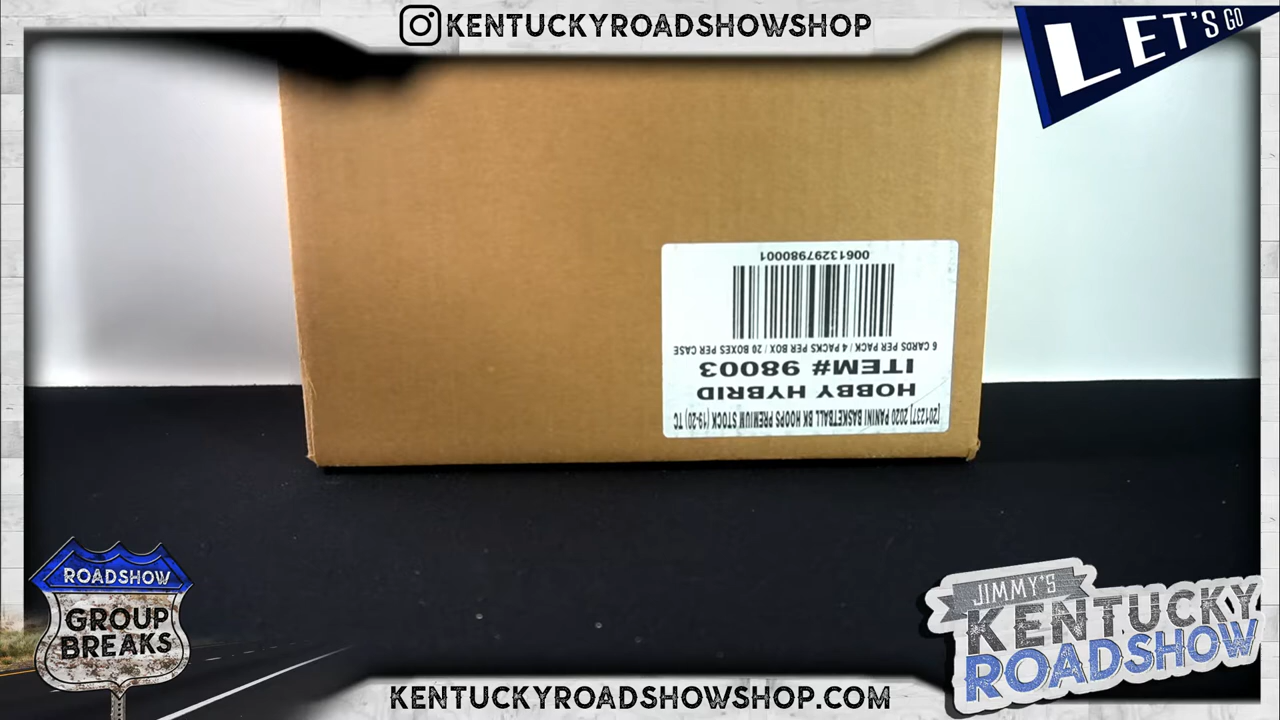 KENTUCKYROADSHOWSHOP
LET'S GO
[201237] 2020 PANINI BASKETBALL BK HOOPS PREMIUM STOCK (19-20) TC
HOBBY HYBRID
ITEM# 98003
6 CARDS PER PACK / 4 PACKS PER BOX / 20 BOXES PER CASE
00613297980001
ROADSHOW
GROUP
BREAKS
JIMMY'S
KENTUCKY
ROADSHOW
KENTUCKYROADSHOWSHOP.COM